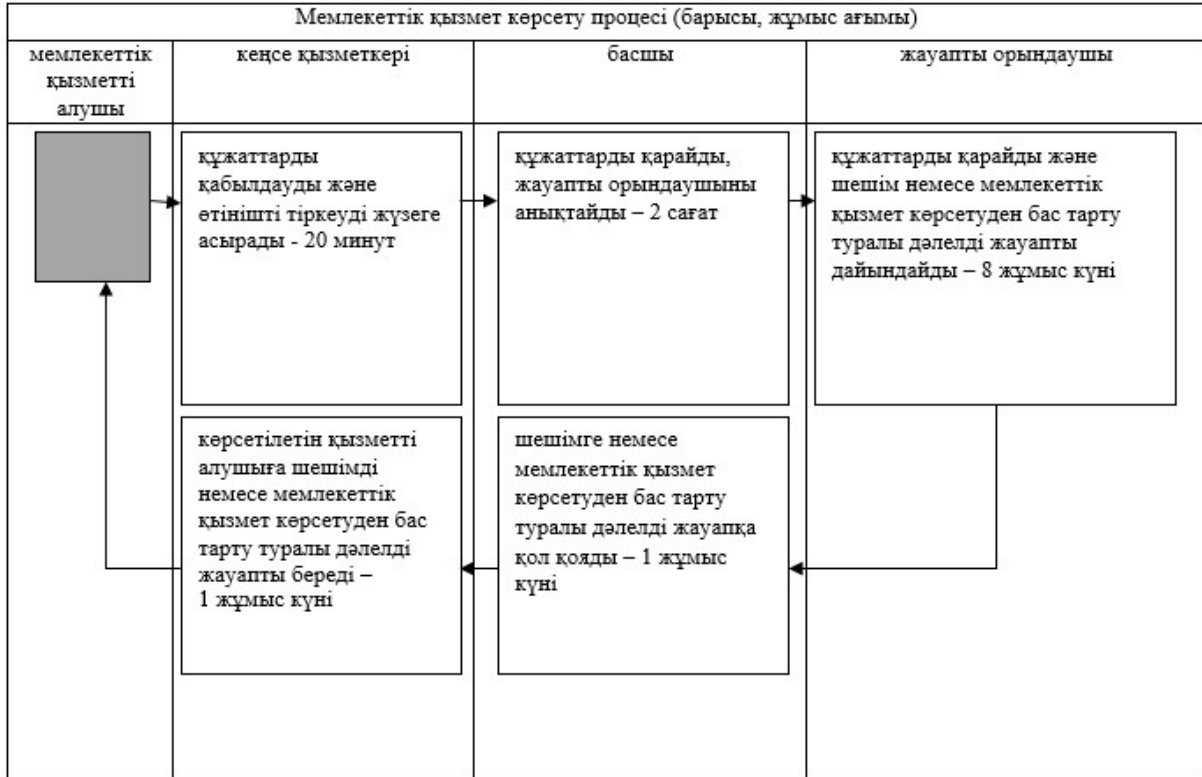 Мемлекеттік қызмет көрсету процесі (барысы, жұмыс ағымы)
мемлекеттік
қызметті
алушы
кеңсе қызметкері
басшы
жауапты орындаушы
құжаттарды
қабылдауды және
өтінішті тіркеуді жүзеге
асырады - 20 минут
құжаттарды қарайды,
жауапты орындаушыны
анықтайды – 2 сағат
құжаттарды қарайды және
шешім немесе мемлекеттік
қызмет көрсетуден бас тарту
туралы дәлелді жауапты
дайындайды – 8 жұмыс күні
көрсетілетін қызметті
алушыға шешімді
немесе мемлекеттік
қызмет көрсетуден бас
тарту туралы дәлелді
жауапты береді –
1 жұмыс күні
шешімге немесе
мемлекеттік қызмет
көрсетуден бас тарту
туралы дәлелді жауапқа
қол қояды – 1 жұмыс
күні